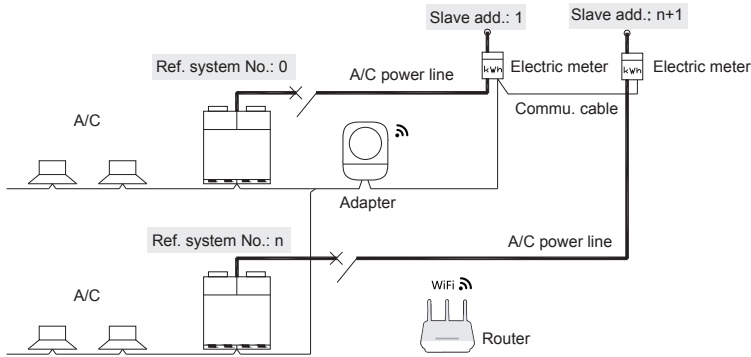 Slave add.: 1
Slave add.: n+1
Ref. system No.: 0
A/C power line
kWh
Electric meter
kWh
Electric meter
A/C
Commu. cable
Adapter
Ref. system No.: n
A/C power line
A/C
WiFi
Router